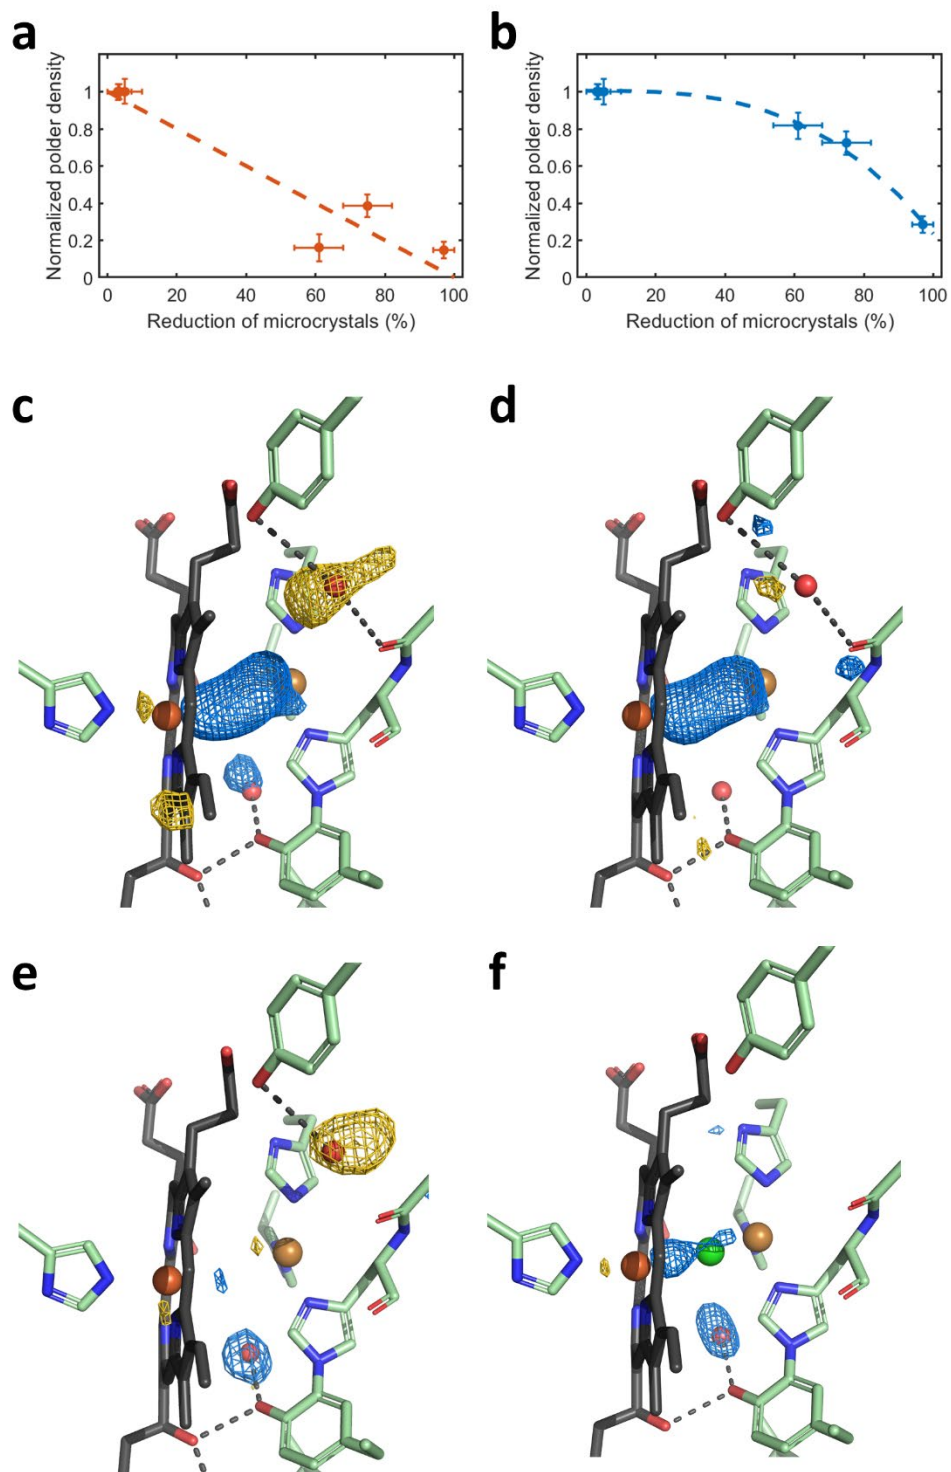 a
b
Normalized polder density
1
0.8
0.6
0.4
0.2
0
0 20 40 60 80 100
Reduction of microcrystals (%)
Normalized polder density
1
0.8
0.6
0.4
0.2
0
0 20 40 60 80 100
Reduction of microcrystals (%)
c
d
e
f